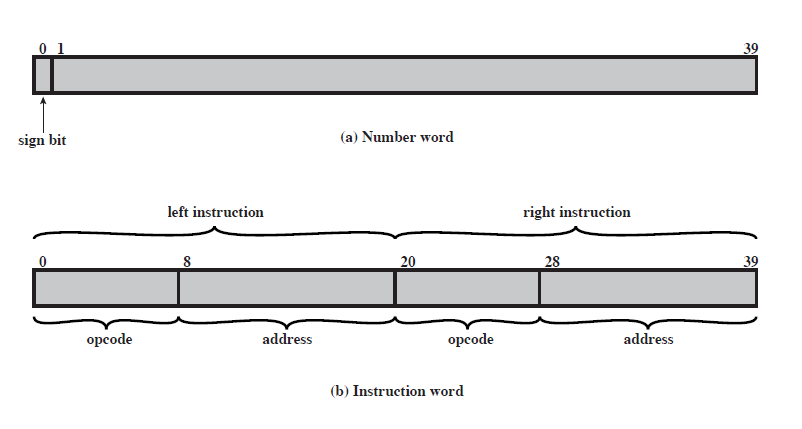 0 1 39
sign bit
(a) Number word
left instruction right instruction
0 8 20 28 39
opcode address opcode address
(b) Instruction word